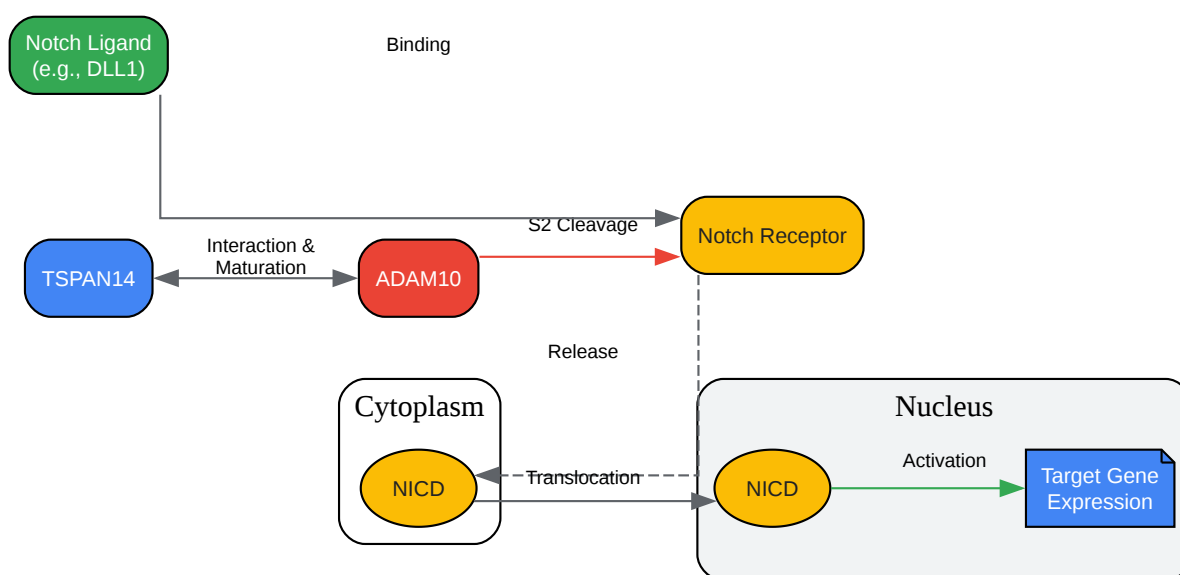 Notch Ligand
(e.g., DLL1)
Binding
S2 Cleavage
Notch Receptor
Interaction &
Maturation
TSPAN14
ADAM10
Release
Cytoplasm
Nucleus
NICD
Translocation
NICD
Activation
Target Gene
Expression